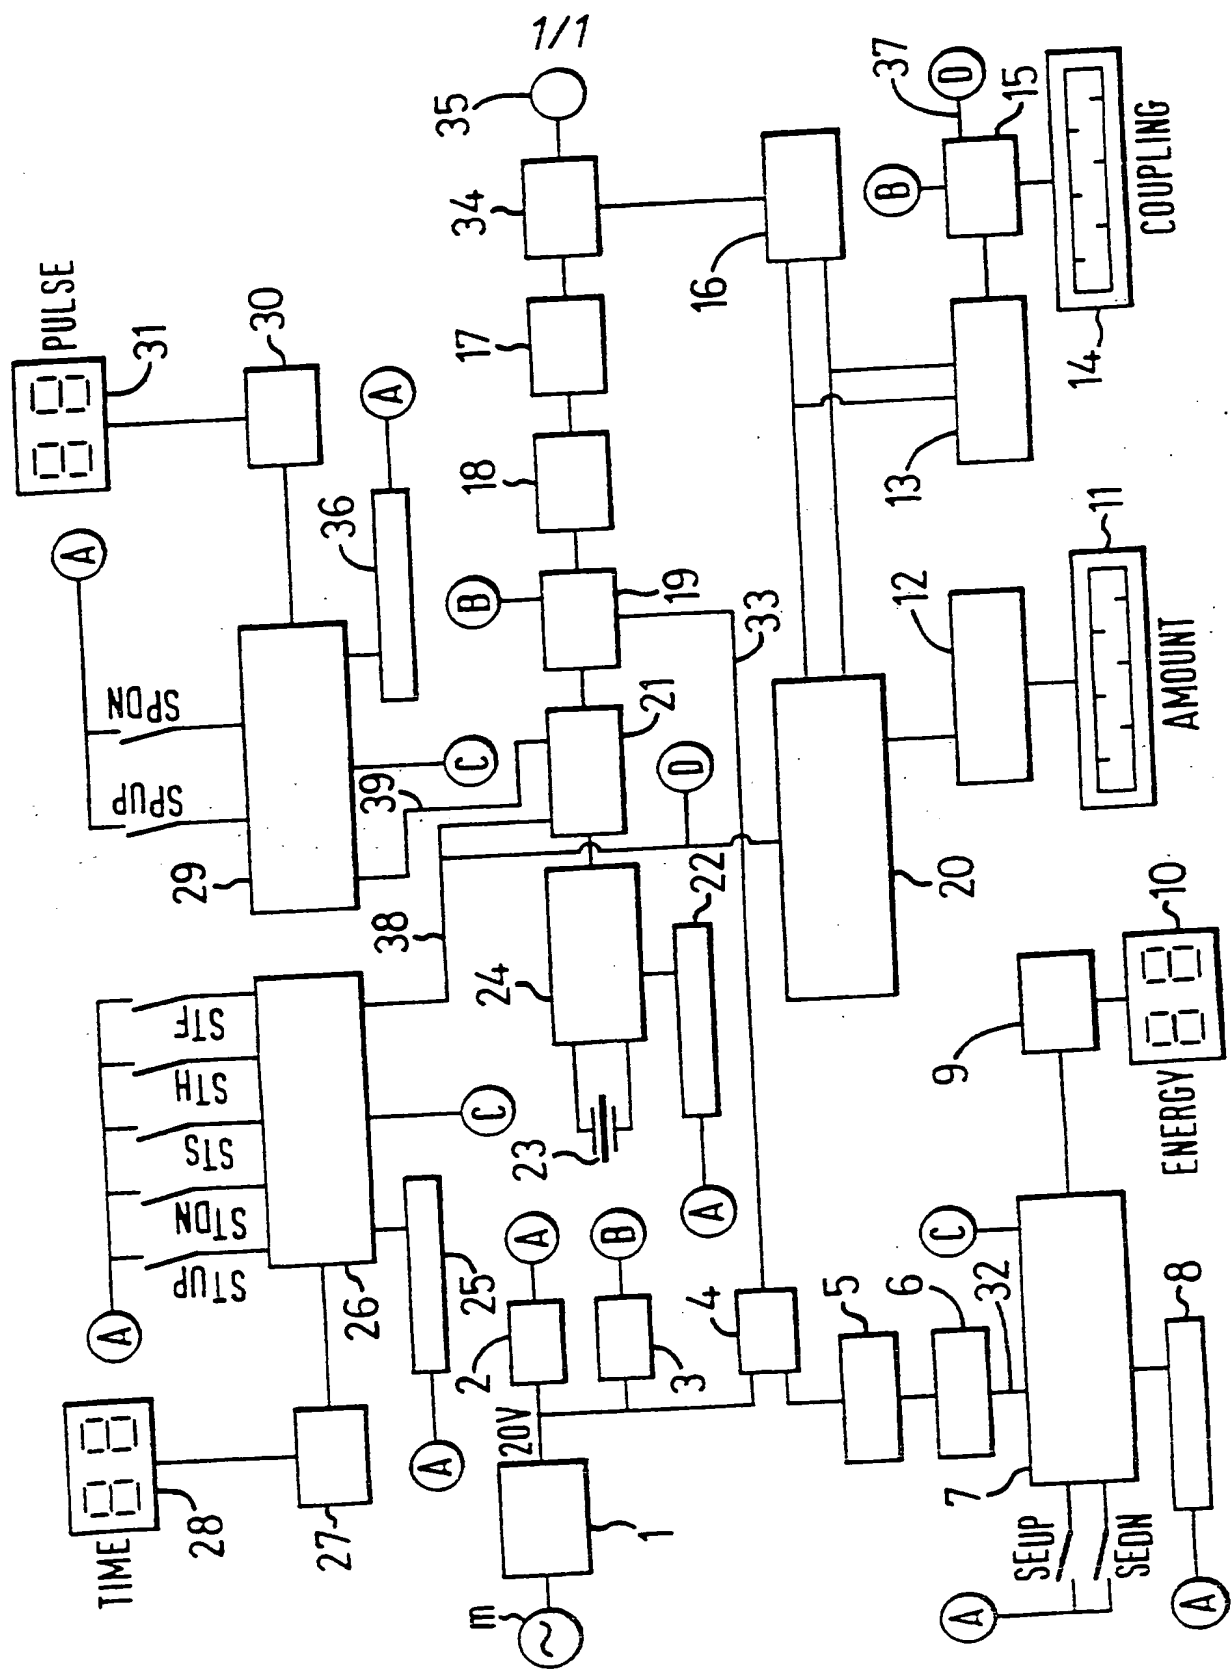 1/1
TIME
28
27
A
STUP
STDN
STS
STH
STF
26
25
A
C
38
A
SPUP
SPDN
29
39
C
36
A
PULSE
31
30
m
1
20V
2
A
3
B
4
23
24
22
A
D
21
B
19
18
17
34
35
33
5
6
32
7
SEUP
SEDN
A
8
A
C
9
ENERGY
10
20
12
11
AMOUNT
16
13
B
D
37
15
14
COUPLING